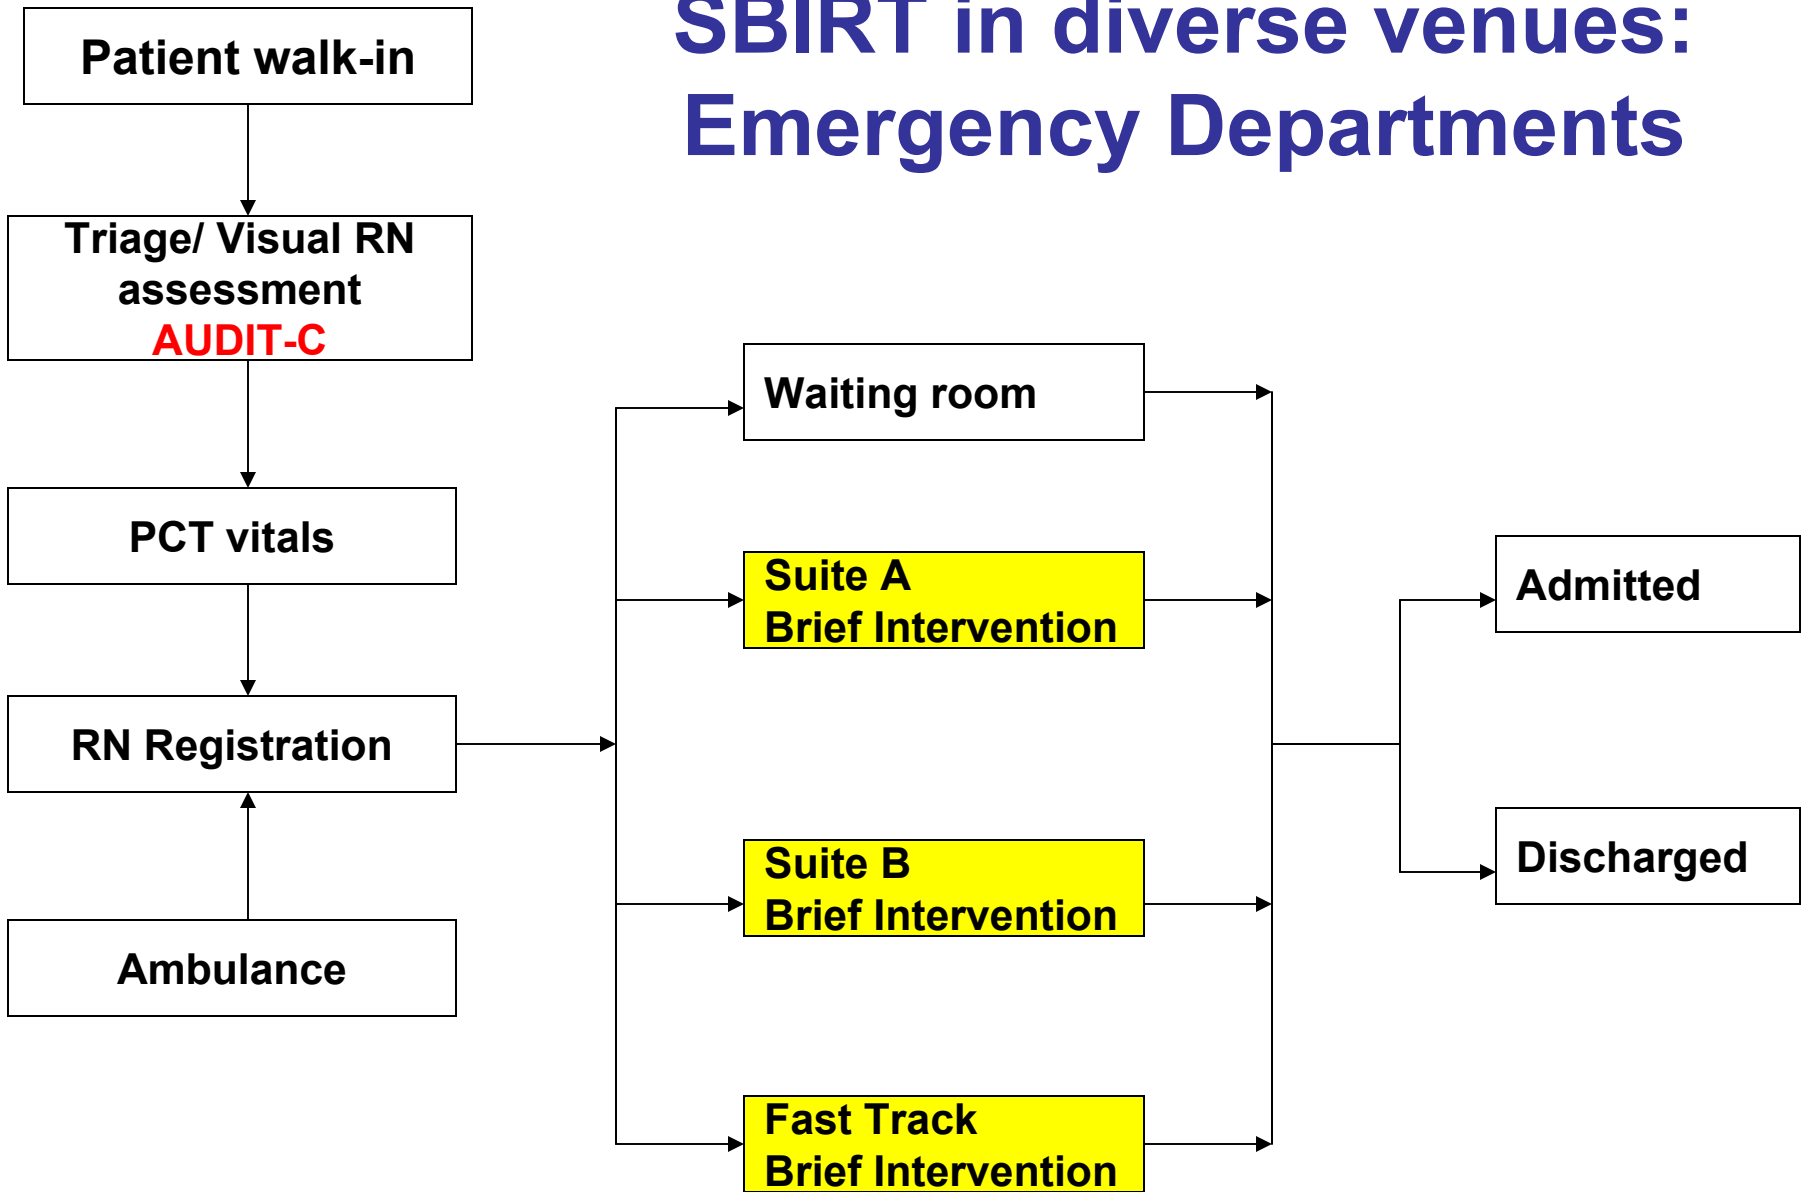 SBIRT in diverse venues:
Emergency Departments
Patient walk-in
Triage/ Visual RN
assessment
AUDIT-C
PCT vitals
RN Registration
Ambulance
Waiting room
Suite A
Brief Intervention
Suite B
Brief Intervention
Fast Track
Brief Intervention
Admitted
Discharged